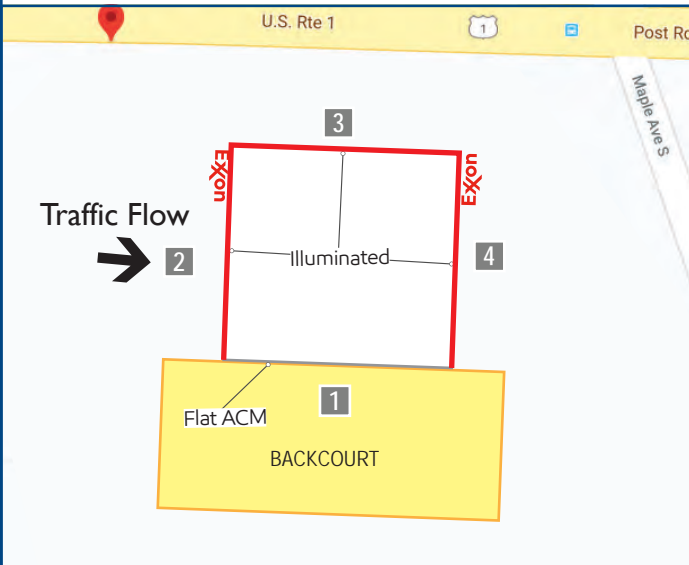 U.S. Rte 1
1
Post Ro
Maple Ave S
3
Exxon
Exxon
Traffic Flow
2
Illuminated
4
1
Flat ACM
BACKCOURT